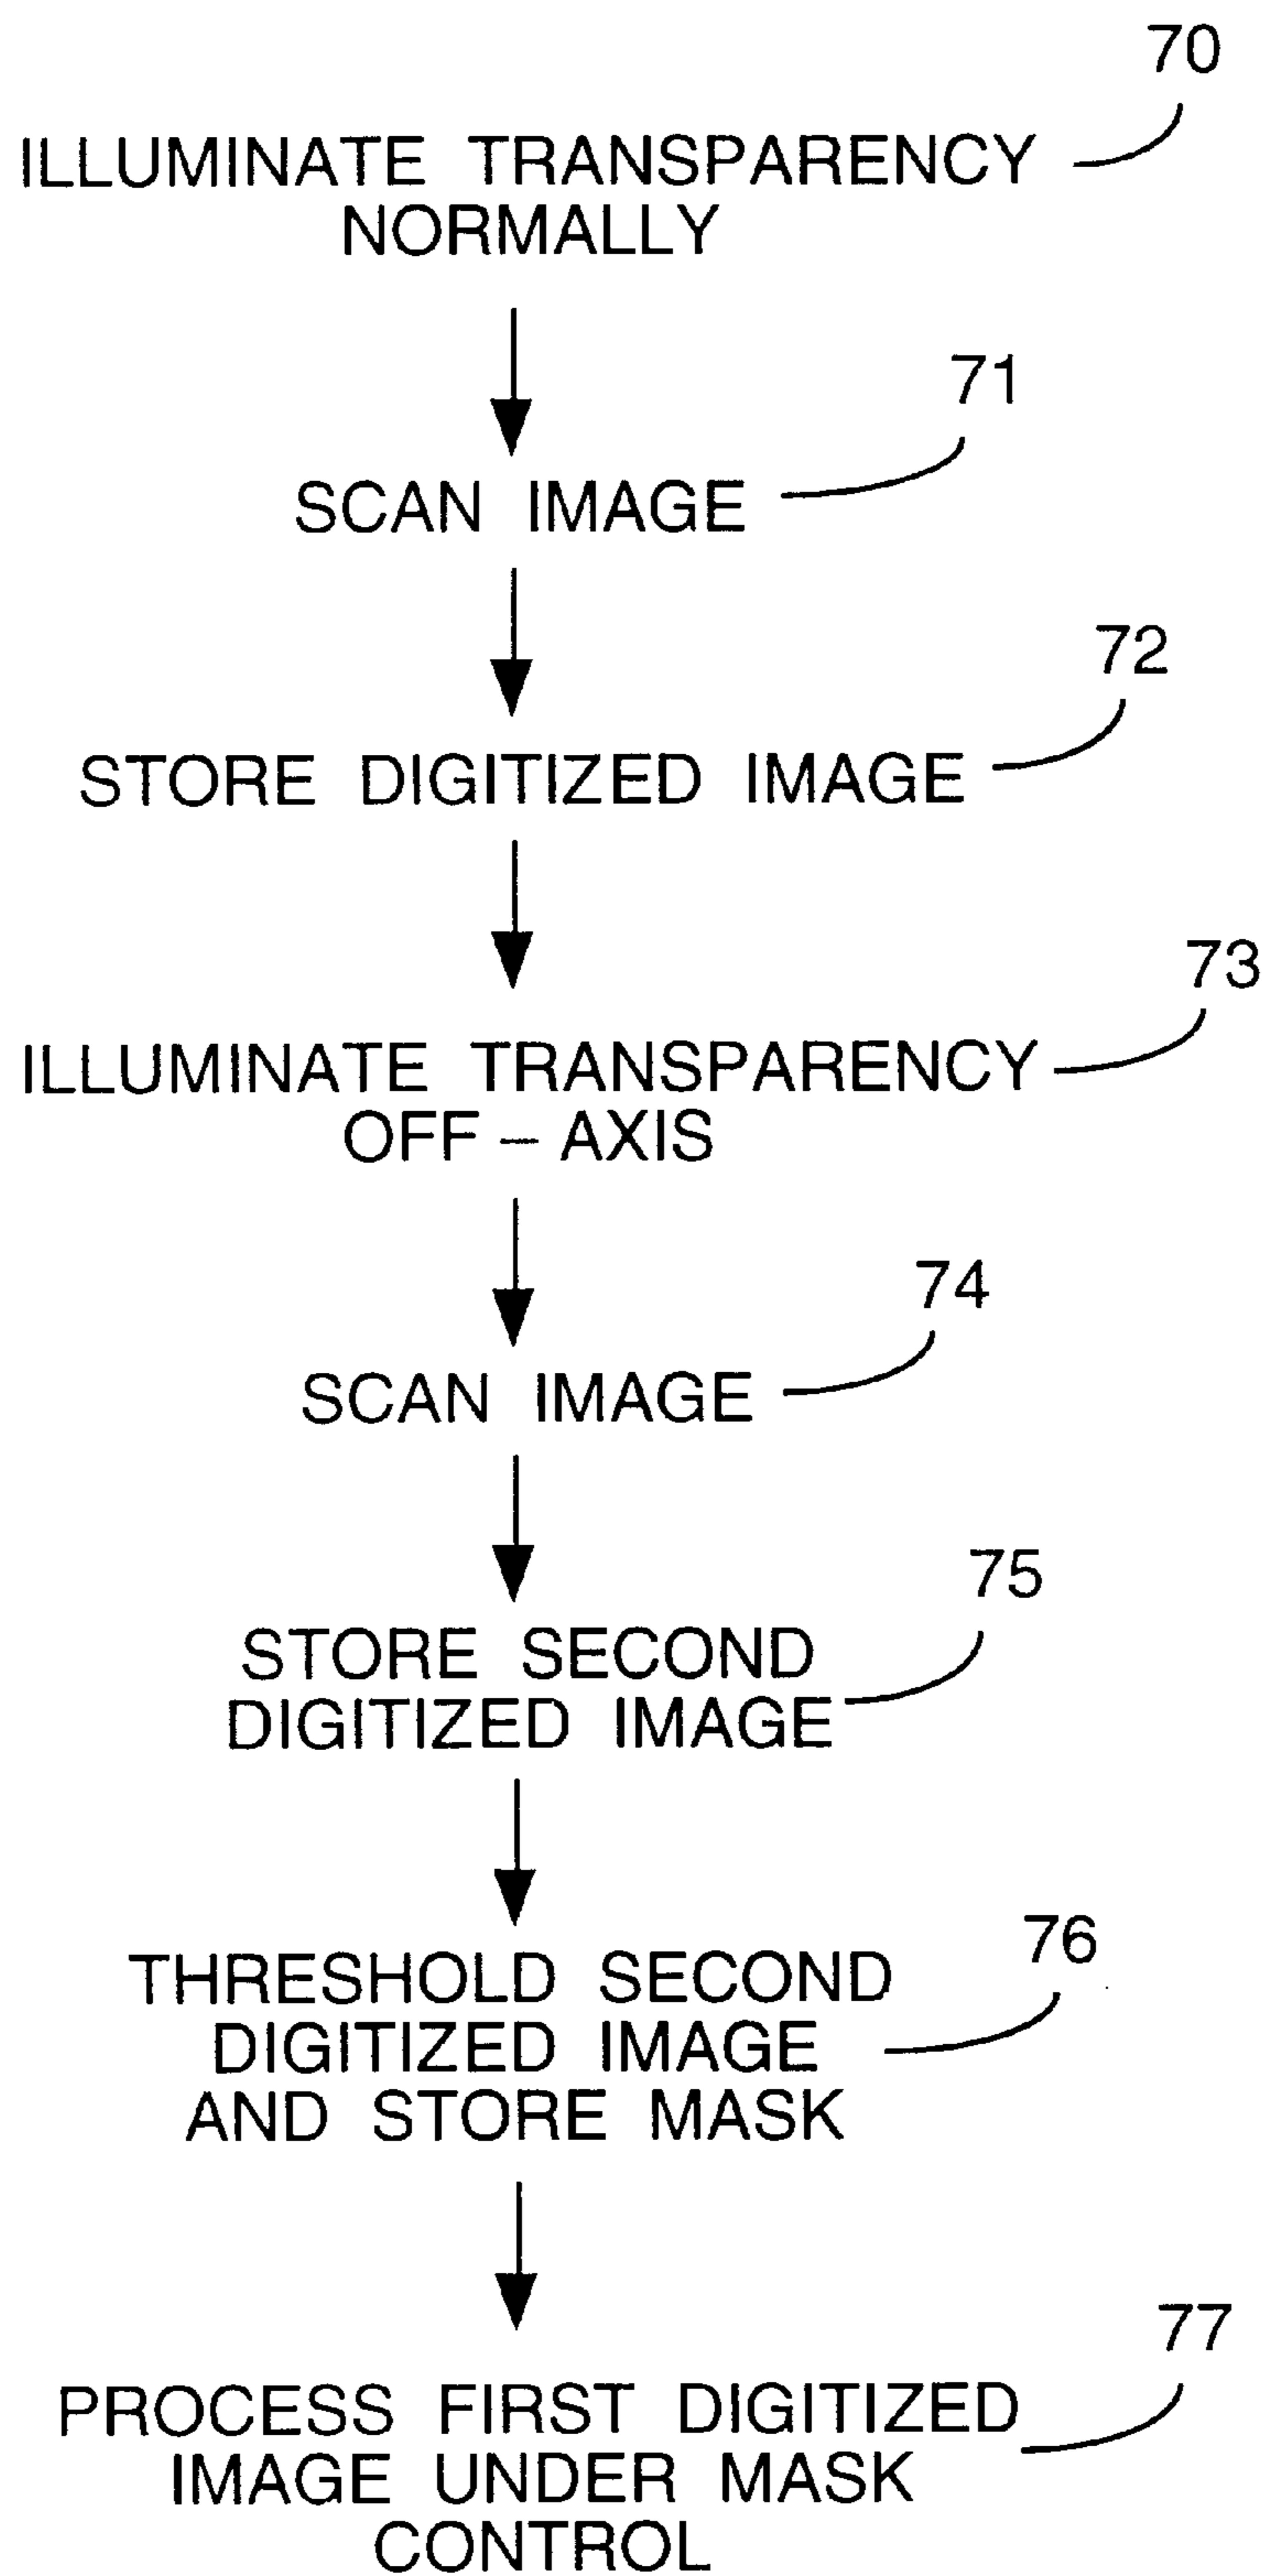 70
ILLUMINATE TRANSPARENCY
NORMALLY
71
SCAN IMAGE
72
STORE DIGITIZED IMAGE
73
ILLUMINATE TRANSPARENCY
OFF – AXIS
74
SCAN IMAGE
75
STORE SECOND
DIGITIZED IMAGE
76
THRESHOLD SECOND
DIGITIZED IMAGE
AND STORE MASK
77
PROCESS FIRST DIGITIZED
IMAGE UNDER MASK
CONTROL